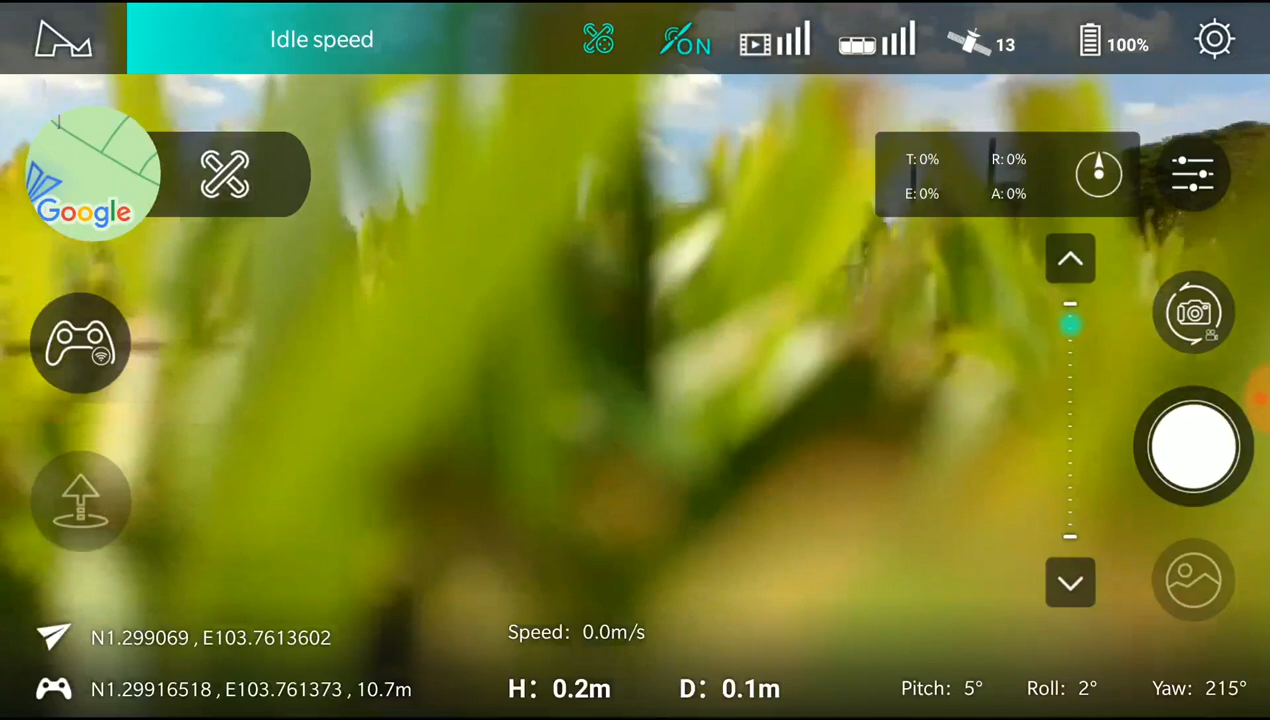 Idle speed
ON
13
100%
Google
T: 0%
R: 0%
E: 0%
A: 0%
N1.299069 , E103.7613602
Speed: 0.0m/s
N1.29916518 , E103.761373 , 10.7m
H: 0.2m
D: 0.1m
Pitch: 5°
Roll: 2°
Yaw: 215°